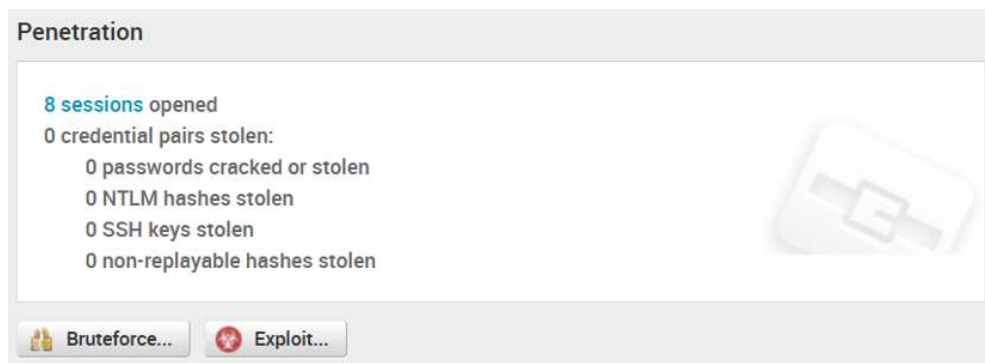 Penetration
8 sessions opened
0 credential pairs stolen:
0 passwords cracked or stolen
0 NTLM hashes stolen
0 SSH keys stolen
0 non-replayable hashes stolen
Bruteforce... Exploit...